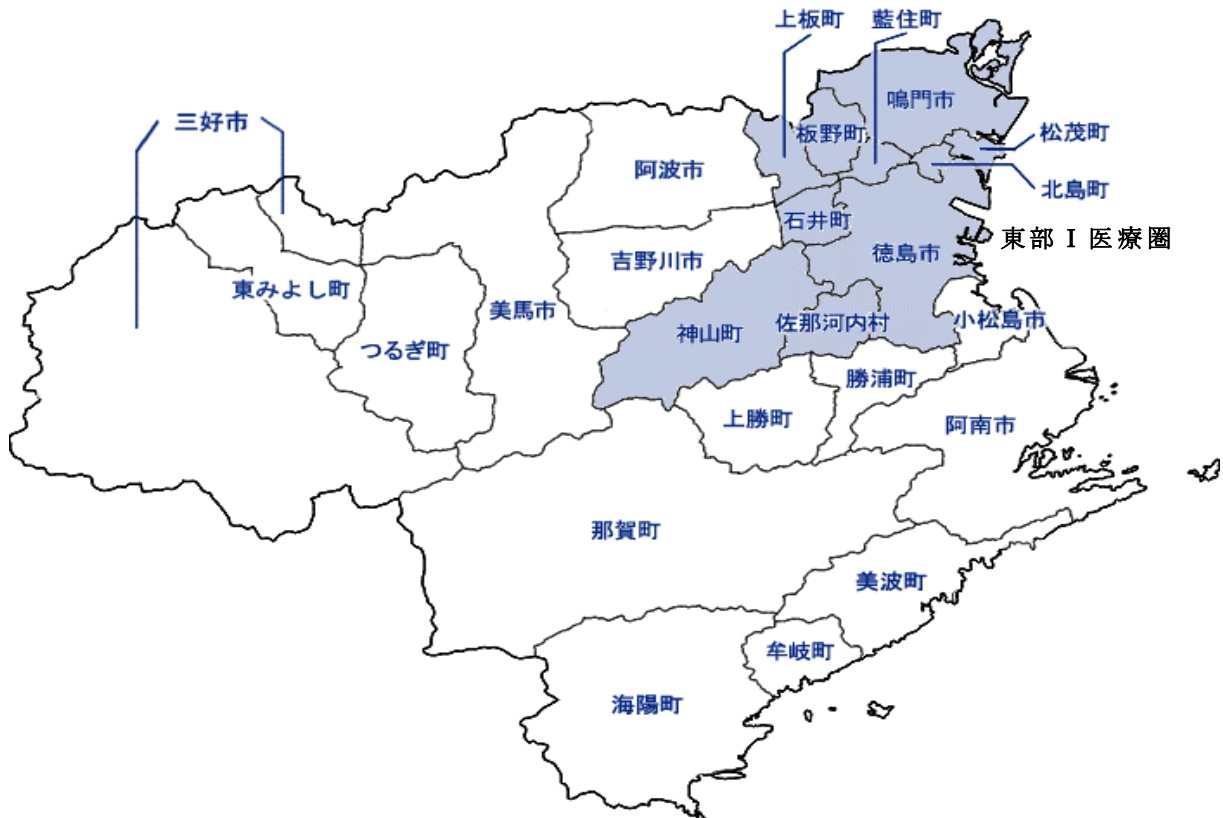 上板町
藍住町
鳴門市
三好市
板野町
松茂町
阿波市
北島町
石井町
東部Ⅰ医療圏
吉野川市
徳島市
東みよし町
美馬市
神山町
佐那河内村
小松島市
つるぎ町
勝浦町
上勝町
阿南市
那賀町
美波町
牟岐町
海陽町